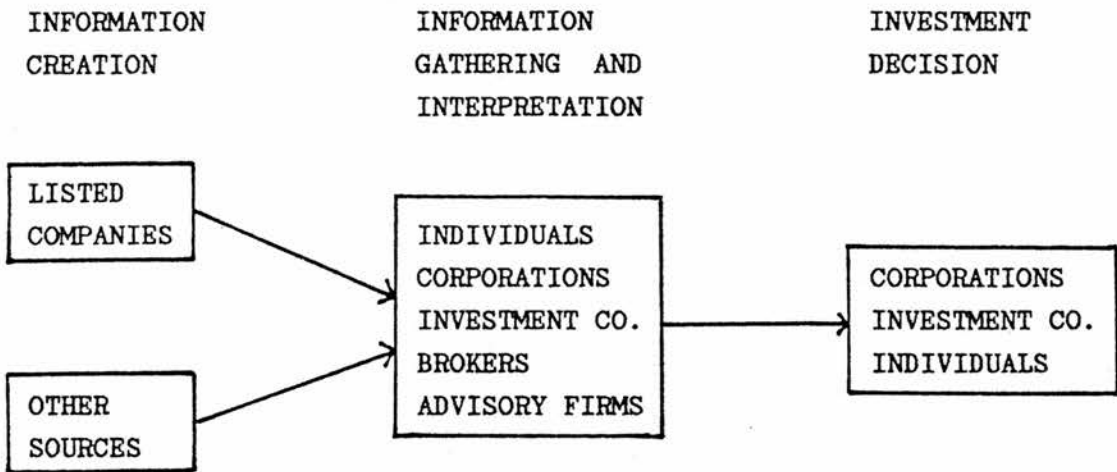 INFORMATION
CREATION
INFORMATION
GATHERING AND
INTERPRETATION
INVESTMENT
DECISION
LISTED
COMPANIES
OTHER
SOURCES
INDIVIDUALS
CORPORATIONS
INVESTMENT CO.
BROKERS
ADVISORY FIRMS
CORPORATIONS
INVESTMENT CO.
INDIVIDUALS